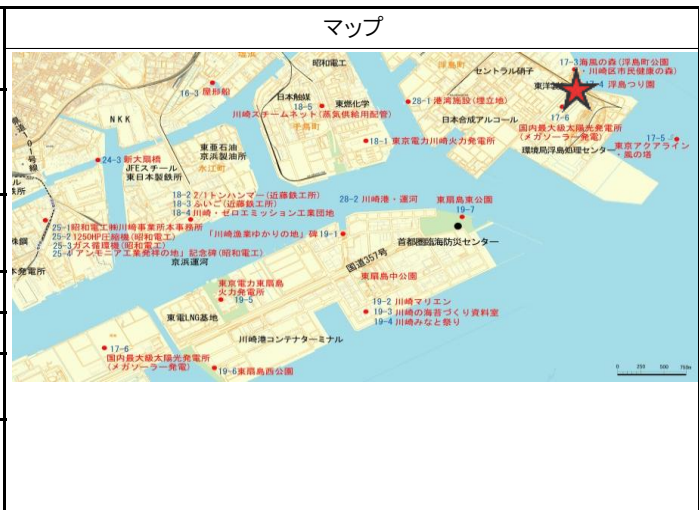 マップ
昭和電工
浮島町
セントラル硝子
17-3 海風の森(浮島町公園
・川崎区市民健康の森)
17-4 浮島つり園
17-6
国内最大級太陽光発電所
(メガソーラー発電)
環境局浮島処理センター
17-5
東京アクアライン
・風の塔
16-3 屋形船
日本触媒
18-5
川崎スチームネット(蒸気供給用配管)
千鳥町
東燃化学
28-1 港湾施設(埋立地)
日本合成アルコール
18-1 東京電力川崎火力発電所
NKK
県道101号線
24-3 新大扇橋
JFEスチール
東日本製鉄所
東亜石油
京浜製油所
水江町
18-2 2/1トンハンマー(近藤鉄工所)
18-3 ふいご(近藤鉄工所)
18-4 川崎・ゼロエミッション工業団地
28-2 川崎港・運河
東扇島東公園
19-7
首都圏臨海防災センター
25-1 昭和電工㈱川崎事業所本事務所
25-2 1250HP圧縮機(昭和電工)
25-3 ガス循環機(昭和電工)
25-4 「アンモニア工業発祥の地」記念碑(昭和電工)
「川崎漁業ゆかりの地」碑 19-1
京浜運河
国道357号
東扇島中公園
東京電力東扇島
火力発電所
19-5
19-2 川崎マリエン
19-3 川崎の海苔づくり資料室
19-4 川崎みなと祭り
東電LNG基地
川崎港コンテナターミナル
17-6
国内最大級太陽光発電所
(メガソーラー発電)
19-6 東扇島西公園
0 250 500 750m